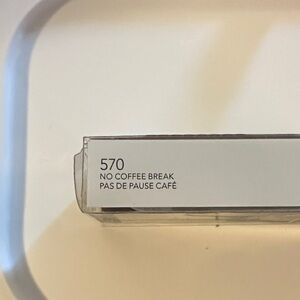 570
NO COFFEE BREAK
PAS DE PAUSE CAFÉ